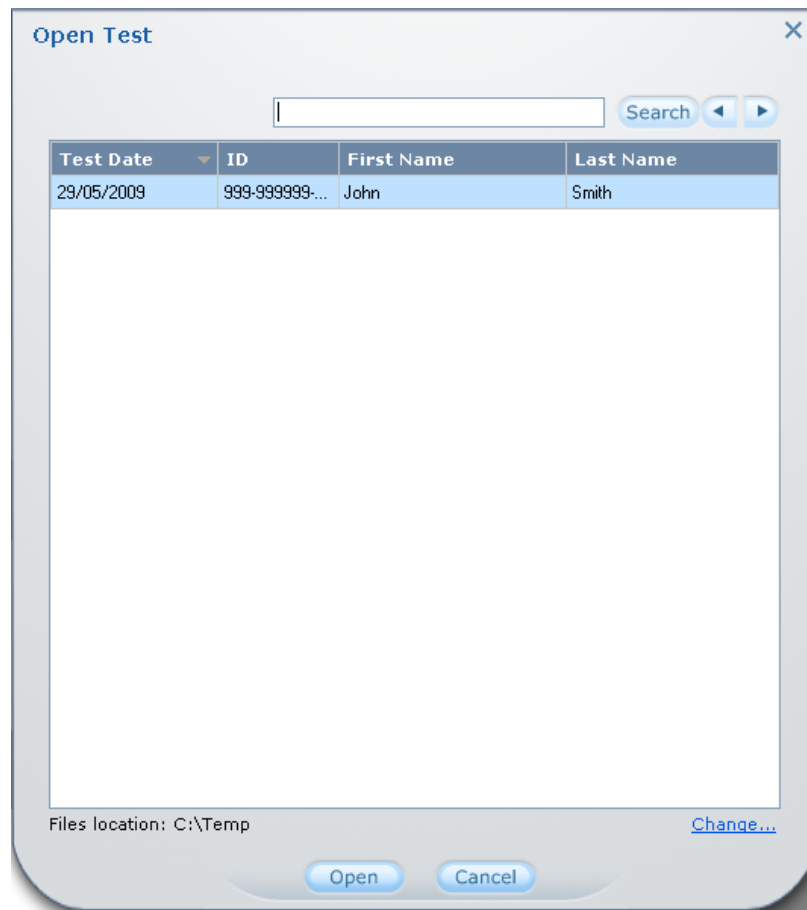 Open Test
Search
Test Date ID First Name Last Name
29/05/2009 999-999999-... John Smith
Files location: C:\Temp Change...
Open Cancel